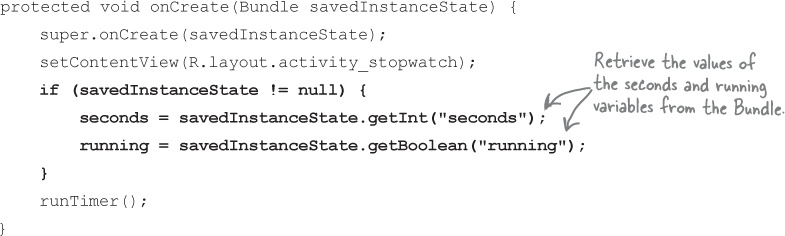 protected void onCreate(Bundle savedInstanceState) {
    super.onCreate(savedInstanceState);
    setContentView(R.layout.activity_stopwatch);
    if (savedInstanceState != null) {
        seconds = savedInstanceState.getInt("seconds");
        running = savedInstanceState.getBoolean("running");
    }
    runTimer();
}
Retrieve the values of
the seconds and running
variables from the Bundle.